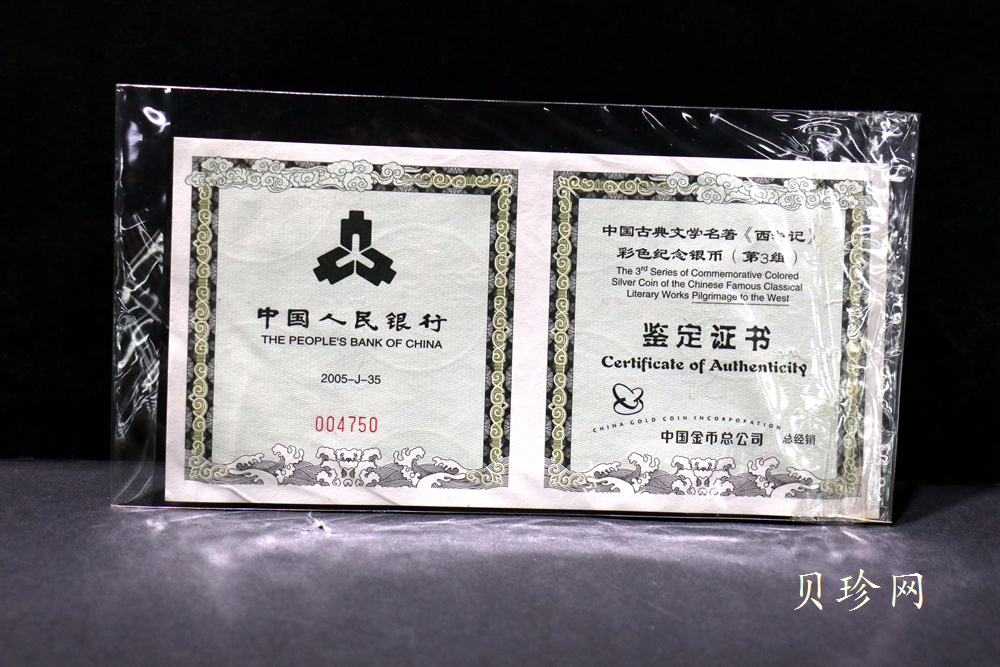 中国人民银行
THE PEOPLE'S BANK OF CHINA
2005-J-35
004750
中国古典文学名著《西游记》
彩色纪念银币（第3组）
The 3rd Series of Commemorative Colored
Silver Coin of the Chinese Famous Classical
Literary Works Pilgrimage to the West
鉴定证书
Certificate of Authenticity
CHINA GOLD COIN INCORPORATION
中国金币总公司 总经销
贝珍网